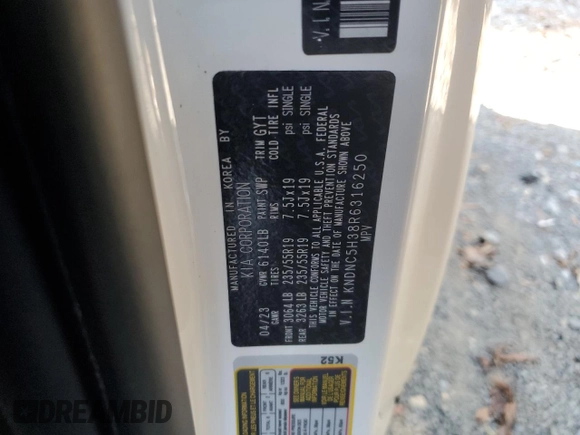 V.I.N
MANUFACTURED IN KOREA BY
KIA CORPORATION
GVWR 6140LB PAINT SWP TRIM GYT
04/23 GAWR TIRES RIMS COLD TIRE INFL
FRONT 3064LB 235/55R19 7.5Jx19 psi SINGLE
REAR 3263LB 235/55R19 7.5Jx19 psi SINGLE
THIS VEHICLE CONFORMS TO ALL APPLICABLE U.S.A. FEDERAL
MOTOR VEHICLE SAFETY AND THEFT PREVENTION STANDARDS
IN EFFECT ON THE DATE OF MANUFACTURE SHOWN ABOVE
V.I.N KNDNC5H38R6316250
MPV
K52
DREAMBID